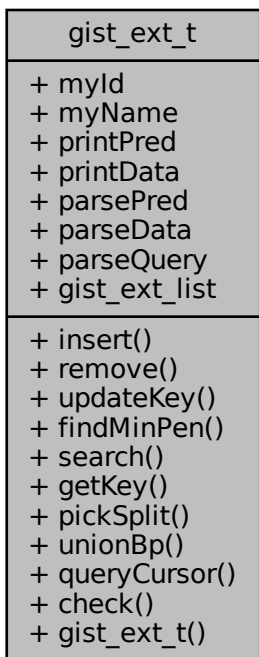 gist_ext_t
+ myId
+ myName
+ printPred
+ printData
+ parsePred
+ parseData
+ parseQuery
+ gist_ext_list
+ insert()
+ remove()
+ updateKey()
+ findMinPen()
+ search()
+ getKey()
+ pickSplit()
+ unionBp()
+ queryCursor()
+ check()
+ gist_ext_t()